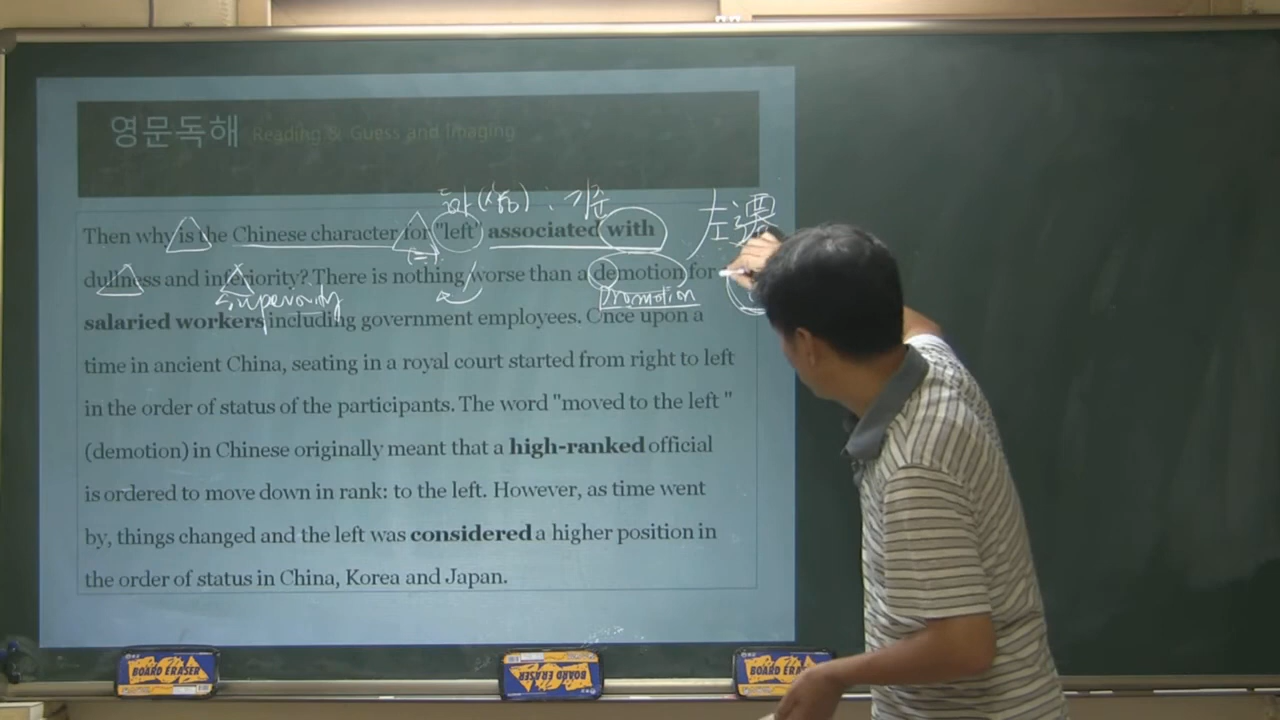 영문독해 Reading & Guess and Imaging
: 기준
左遷
Then why is the Chinese character for "left" associated with
dullness and inferiority? There is nothing worse than a demotion for
promotion
salaried workers including government employees. Once upon a
time in ancient China, seating in a royal court started from right to left
in the order of status of the participants. The word "moved to the left "
(demotion) in Chinese originally meant that a high-ranked official
is ordered to move down in rank: to the left. However, as time went
by, things changed and the left was considered a higher position in
the order of status in China, Korea and Japan.
BOARD ERASER
BOARD ERASER
BOARD ERASER